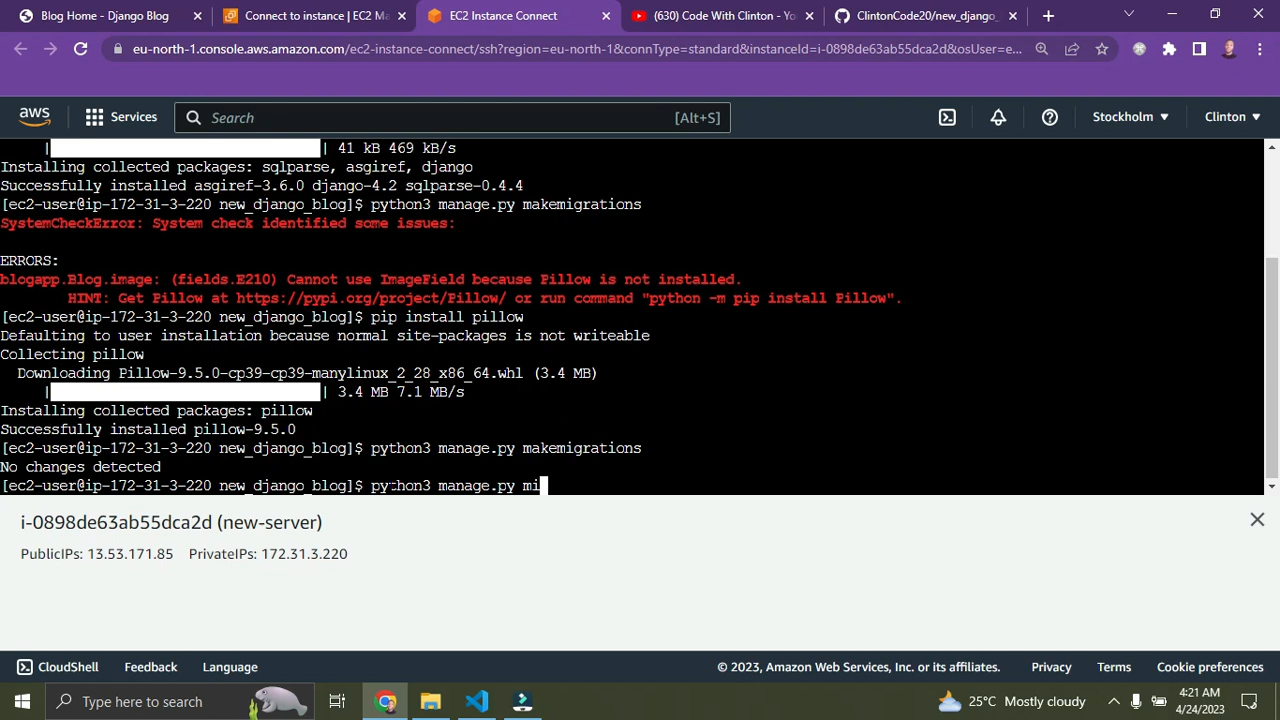 Blog Home - Django Blog
Connect to instance | EC2 Ma
EC2 Instance Connect
(630) Code With Clinton - Yo
ClintonCode20/new_django_
eu-north-1.console.aws.amazon.com/ec2-instance-connect/ssh?region=eu-north-1&connType=standard&instanceId=i-0898de63ab55dca2d&osUser=e...
aws
Services
Search
[Alt+S]
Stockholm
Clinton
| | 41 kB 469 kB/s
Installing collected packages: sqlparse, asgiref, django
Successfully installed asgiref-3.6.0 django-4.2 sqlparse-0.4.4
[ec2-user@ip-172-31-3-220 new_django_blog]$ python3 manage.py makemigrations
SystemCheckError: System check identified some issues:
ERRORS:
blogapp.Blog.image: (fields.E210) Cannot use ImageField because Pillow is not installed.
HINT: Get Pillow at https://pypi.org/project/Pillow/ or run command "python -m pip install Pillow".
[ec2-user@ip-172-31-3-220 new_django_blog]$ pip install pillow
Defaulting to user installation because normal site-packages is not writeable
Collecting pillow
Downloading Pillow-9.5.0-cp39-cp39-manylinux_2_28_x86_64.whl (3.4 MB)
| | 3.4 MB 7.1 MB/s
Installing collected packages: pillow
Successfully installed pillow-9.5.0
[ec2-user@ip-172-31-3-220 new_django_blog]$ python3 manage.py makemigrations
No changes detected
[ec2-user@ip-172-31-3-220 new_django_blog]$ python3 manage.py mi
i-0898de63ab55dca2d (new-server)
PublicIPs: 13.53.171.85 PrivateIPs: 172.31.3.220
CloudShell
Feedback
Language
© 2023, Amazon Web Services, Inc. or its affiliates.
Privacy
Terms
Cookie preferences
Type here to search
25°C Mostly cloudy
4:21 AM
4/24/2023